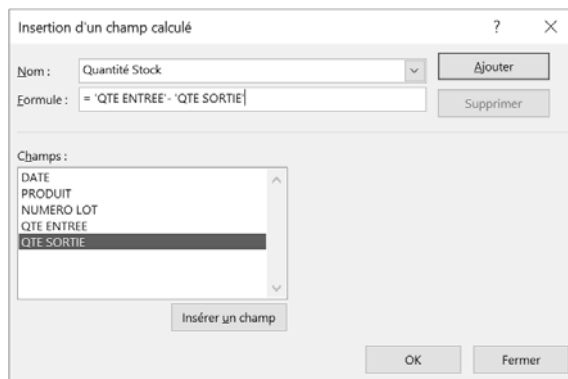 Insertion d'un champ calculé ? ×
Nom : Quantité Stock Ajouter
Formule : = 'QTE ENTREE'- 'QTE SORTIE' Supprimer
Champs :
DATE
PRODUIT
NUMERO LOT
QTE ENTREE
QTE SORTIE
Insérer un champ
OK Fermer